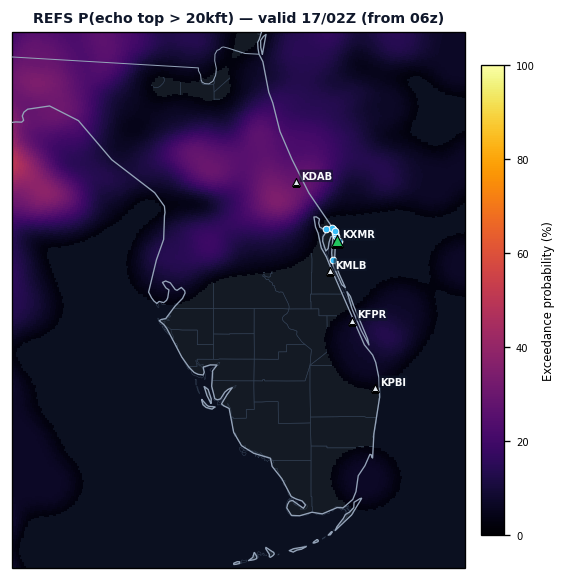 REFS P(echo top > 20kft) — valid 17/02Z (from 06z)
KDAB
KXMR
KMLB
KFPR
KPBI
100
80
60
40
20
0
Exceedance probability (%)